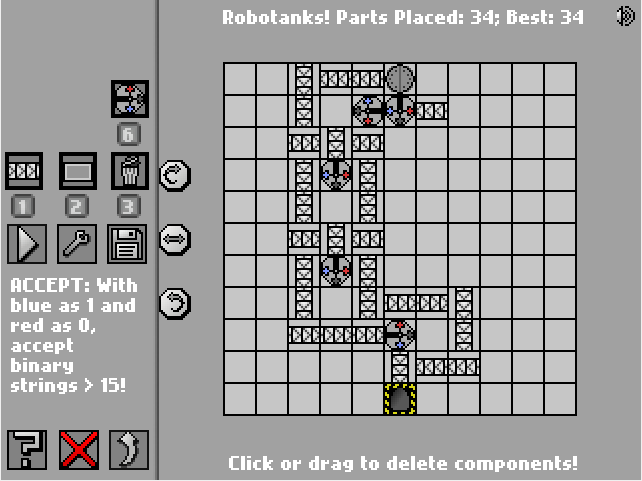 Robotanks! Parts Placed: 34; Best: 34
6
1 2 3
ACCEPT: With
blue as 1 and
red as 0,
accept
binary
strings > 15!
?
Click or drag to delete components!